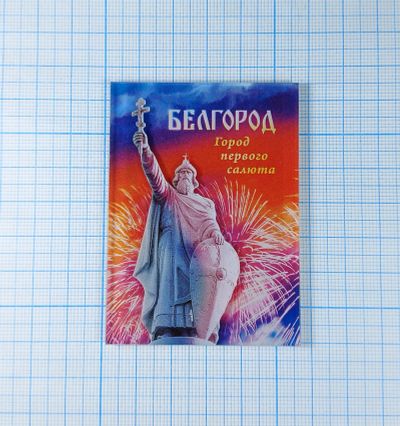 БЕЛГОРОД
Город
первого
салюта